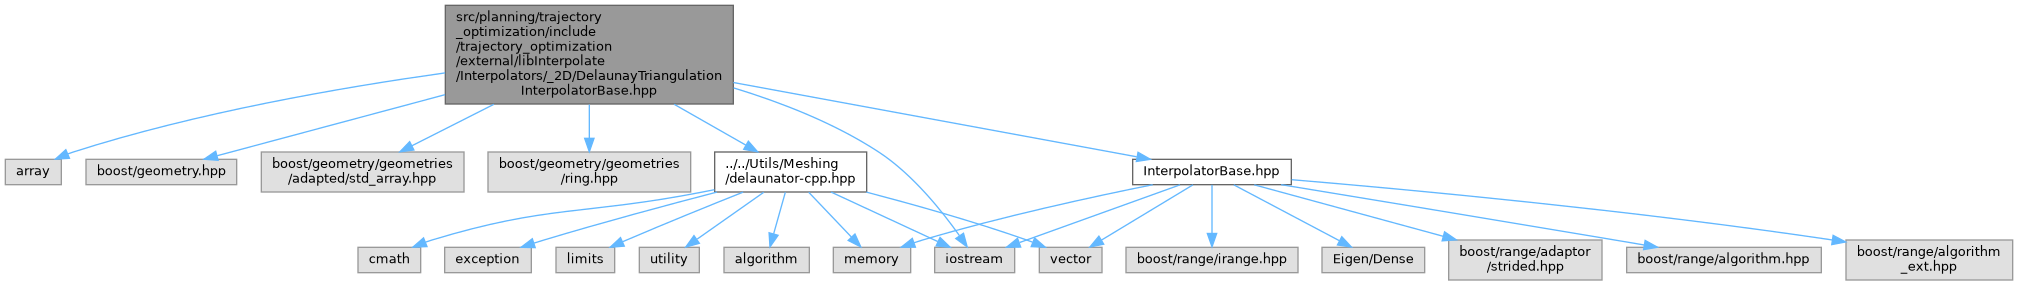 src/planning/trajectory
_optimization/include
/trajectory_optimization
/external/libInterpolate
/Interpolators/_2D/DelaunayTriangulation
InterpolatorBase.hpp
array
boost/geometry.hpp
boost/geometry/geometries
/adapted/std_array.hpp
boost/geometry/geometries
/ring.hpp
../../Utils/Meshing
/delaunator-cpp.hpp
InterpolatorBase.hpp
cmath
exception
limits
utility
algorithm
memory
iostream
vector
boost/range/irange.hpp
Eigen/Dense
boost/range/adaptor
/strided.hpp
boost/range/algorithm.hpp
boost/range/algorithm
_ext.hpp